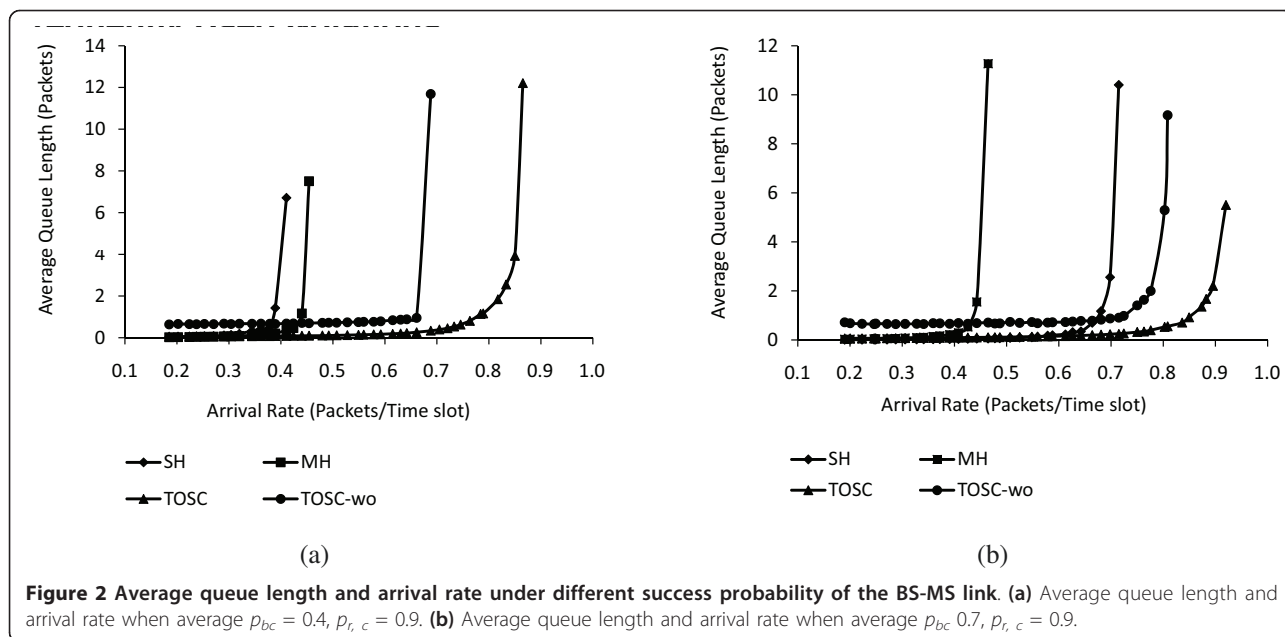 14
12
10
8
6
4
2
0
Average Queue Length (Packets)
0.1 0.2 0.3 0.4 0.5 0.6 0.7 0.8 0.9 1.0
Arrival Rate (Packets/Time slot)
SH MH
TOSC TOSC-wo
(a)
12
10
8
6
4
2
0
Average Queue Length (Packets)
0.1 0.2 0.3 0.4 0.5 0.6 0.7 0.8 0.9 1.0
Arrival Rate (Packets/Time slot)
SH MH
TOSC TOSC-wo
(b)
Figure 2 Average queue length and arrival rate under different success probability of the BS-MS link. (a) Average queue length and
arrival rate when average p_bc = 0.4, p_r, c = 0.9. (b) Average queue length and arrival rate when average p_bc 0.7, p_r, c = 0.9.